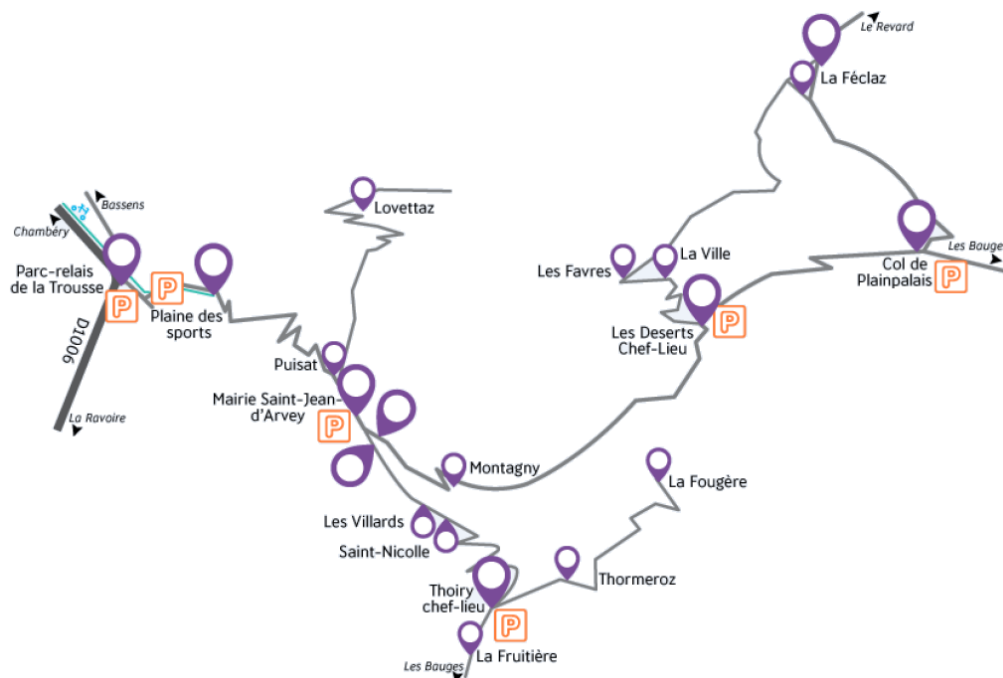 Le Revard
La Féclaz
Bassens
Chambéry
Lovettaz
Parc-relais
de la Trousse
P
P
Plaine des
sports
D1006
La Ravoire
Les Favres
La Ville
Les Bauge
Col de
Plainpalais
P
Les Deserts
Chef-Lieu
P
Puisat
Mairie Saint-Jean-
d'Arvey
P
Montagny
La Fougère
Les Villards
Saint-Nicolle
Thormeroz
Thoiry
chef-lieu
P
La Fruitière
Les Bauges